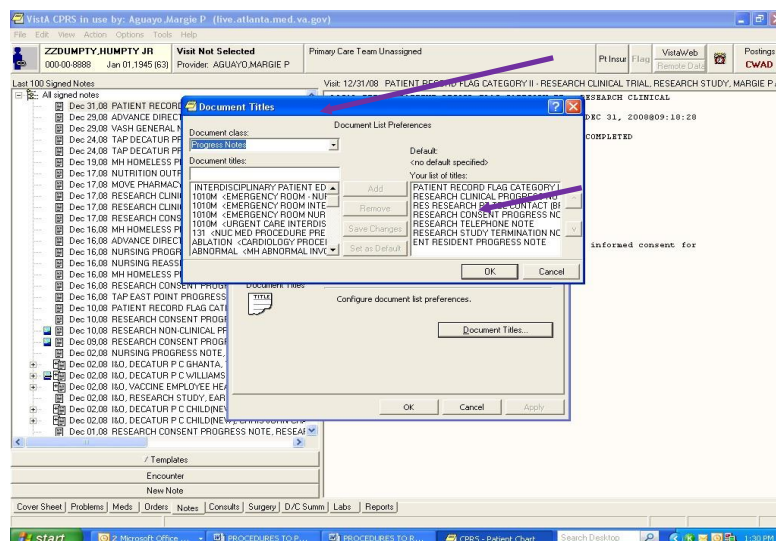 VistA CPRS in use by: Aguayo,Margie P (live.atlanta.med.va.gov)
File Edit View Action Options Tools Help
ZZDUMPTY,HUMPTY JR
000-00-8888 Jan 01,1945 (63)
Visit Not Selected
Provider: AGUAYO,MARGIE P
Primary Care Team Unassigned
Pt Insur
Flag
VistaWeb
Remote Data
Postings
CWAD
Last 100 Signed Notes
Visit: 12/31/08 PATIENT RECORD FLAG CATEGORY II - RESEARCH CLINICAL TRIAL, RESEARCH STUDY, MARGIE P
All signed notes
Dec 31,08 PATIENT RECORD
Dec 29,08 ADVANCE DIRECT
Dec 29,08 VASH GENERAL N
Dec 24,08 TAP DECATUR PF
Dec 24,08 TAP DECATUR PF
Dec 19,08 MH HOMELESS P
Dec 17,08 NUTRITION OUTF
Dec 17,08 MOVE PHARMACY
Dec 17,08 RESEARCH CLINI
Dec 17,08 RESEARCH CLINI
Dec 17,08 RESEARCH CONS
Dec 16,08 MH HOMELESS P
Dec 16,08 ADVANCE DIRECT
Dec 16,08 NURSING PROGR
Dec 16,08 NURSING REASS
Dec 16,08 MH HOMELESS P
Dec 16,08 RESEARCH CONSENT PROG
Dec 16,08 TAP EAST POINT PROGRESS
Dec 10,08 PATIENT RECORD FLAG CATE
Dec 10,08 RESEARCH CONSENT PROGF
Dec 10,08 RESEARCH NON-CLINICAL PF
Dec 09,08 RESEARCH CONSENT PROGF
Dec 02,08 NURSING PROGRESS NOTE,
Dec 02,08 I&O, DECATUR P C GHANTA,
Dec 02,08 I&O, DECATUR P C WILLIAMS
Dec 02,08 I&O, VACCINE EMPLOYEE HEA
Dec 02,08 I&O, RESEARCH STUDY, EAR
Dec 02,08 I&O, DECATUR P C CHILD(NEV
Dec 02,08 I&O, DECATUR P C CHILD(NEV
Dec 01,08 RESEARCH CONSENT PROGRESS NOTE, RESEAF
RESEARCH CLINICAL
DEC 31, 2008@09:18:28
COMPLETED
informed consent for
Document Titles
Document List Preferences
Document class:
Progress Notes
Document titles:
INTERDISCIPLINARY PATIENT ED
1010M <EMERGENCY ROOM - NUF
1010M <EMERGENCY ROOM INTE
1010M <EMERGENCY ROOM NUR
1010M <URGENT CARE INTERDIS
131 <NUC MED PROCEDURE PRE
ABLATION <CARDIOLOGY PROCEI
ABNORMAL <MH ABNORMAL INVC
Add
Remove
Save Changes
Set as Default
Default:
<no default specified>
Your list of titles:
PATIENT RECORD FLAG CATEGORY I
RESEARCH CLINICAL PROGRESS NO
RES RESEARCH PT TEL CONTACT (BF
RESEARCH CONSENT PROGRESS NC
RESEARCH TELEPHONE NOTE
RESEARCH STUDY TERMINATION NC
ENT RESIDENT PROGRESS NOTE
OK
Cancel
Document Titles
TITLE
Configure document list preferences.
Document Titles...
OK
Cancel
Apply
/ Templates
Encounter
New Note
Cover Sheet Problems Meds Orders Notes Consults Surgery D/C Summ Labs Reports
start
2 Microsoft Office ...
PROCEDURES TO P...
PROCEDURES TO R...
CPRS - Patient Chart
Search Desktop
1:30 PM